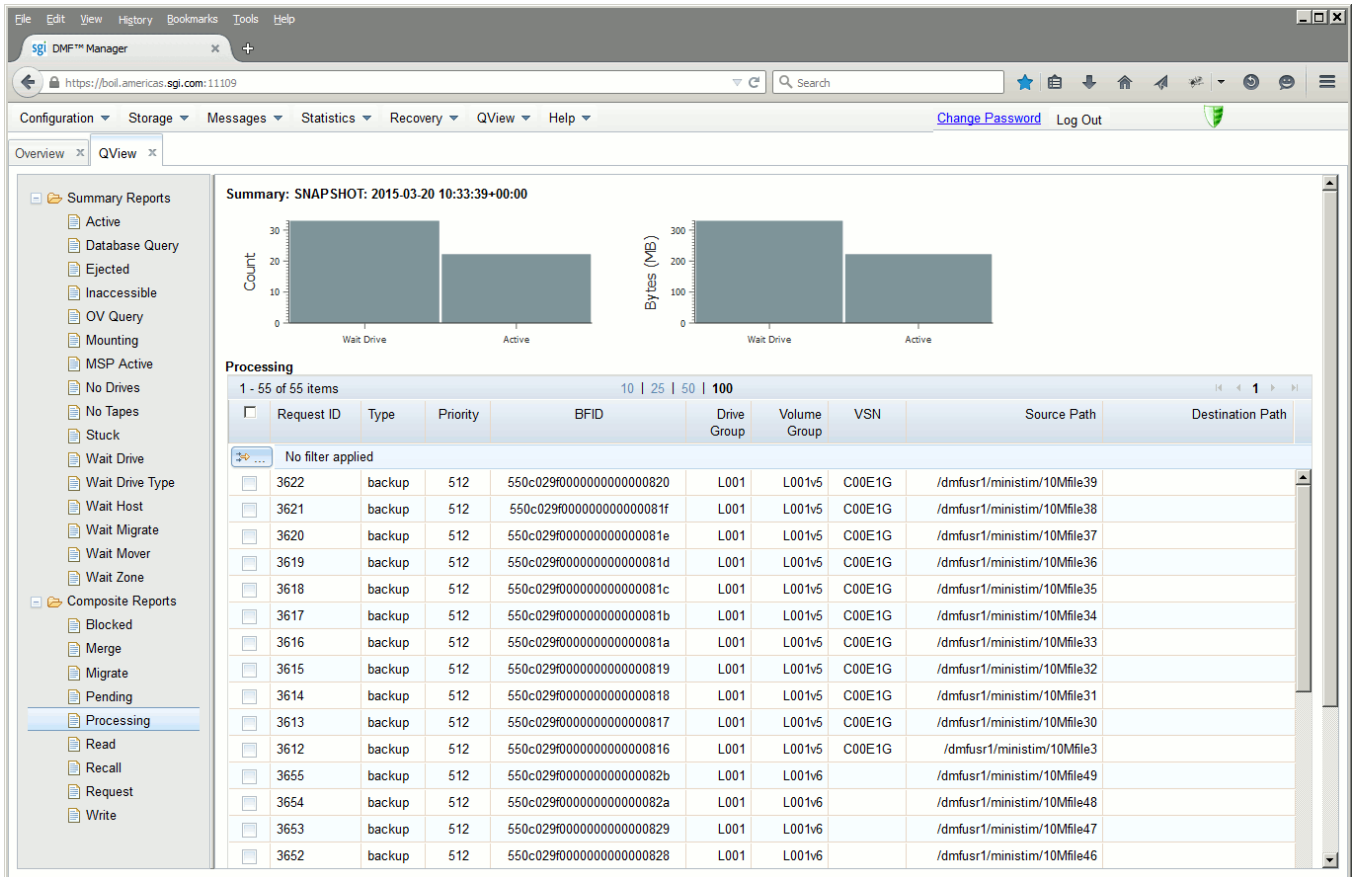 File Edit View History Bookmarks Tools Help
sgi DMF™ Manager
https://boil.americas.sgi.com:11109
Search
Configuration Storage Messages Statistics Recovery QView Help Change Password Log Out
Overview QView
Summary Reports
Active
Database Query
Ejected
Inaccessible
OV Query
Mounting
MSP Active
No Drives
No Tapes
Stuck
Wait Drive
Wait Drive Type
Wait Host
Wait Migrate
Wait Mover
Wait Zone
Composite Reports
Blocked
Merge
Migrate
Pending
Processing
Read
Recall
Request
Write
Summary: SNAPSHOT: 2015-03-20 10:33:39+00:00
Count
30
20
10
0
Wait Drive Active
Bytes (MB)
300
200
100
0
Wait Drive Active
Processing
1 - 55 of 55 items 10 | 25 | 50 | 100 1
Request ID Type Priority BFID Drive Group Volume Group VSN Source Path Destination Path
... No filter applied
3622 backup 512 550c029f0000000000000820 L001 L001v5 C00E1G /dmfusr1/ministim/10Mfile39
3621 backup 512 550c029f000000000000081f L001 L001v5 C00E1G /dmfusr1/ministim/10Mfile38
3620 backup 512 550c029f000000000000081e L001 L001v5 C00E1G /dmfusr1/ministim/10Mfile37
3619 backup 512 550c029f000000000000081d L001 L001v5 C00E1G /dmfusr1/ministim/10Mfile36
3618 backup 512 550c029f000000000000081c L001 L001v5 C00E1G /dmfusr1/ministim/10Mfile35
3617 backup 512 550c029f000000000000081b L001 L001v5 C00E1G /dmfusr1/ministim/10Mfile34
3616 backup 512 550c029f000000000000081a L001 L001v5 C00E1G /dmfusr1/ministim/10Mfile33
3615 backup 512 550c029f0000000000000819 L001 L001v5 C00E1G /dmfusr1/ministim/10Mfile32
3614 backup 512 550c029f0000000000000818 L001 L001v5 C00E1G /dmfusr1/ministim/10Mfile31
3613 backup 512 550c029f0000000000000817 L001 L001v5 C00E1G /dmfusr1/ministim/10Mfile30
3612 backup 512 550c029f0000000000000816 L001 L001v5 C00E1G /dmfusr1/ministim/10Mfile3
3655 backup 512 550c029f000000000000082b L001 L001v6 /dmfusr1/ministim/10Mfile49
3654 backup 512 550c029f000000000000082a L001 L001v6 /dmfusr1/ministim/10Mfile48
3653 backup 512 550c029f0000000000000829 L001 L001v6 /dmfusr1/ministim/10Mfile47
3652 backup 512 550c029f0000000000000828 L001 L001v6 /dmfusr1/ministim/10Mfile46